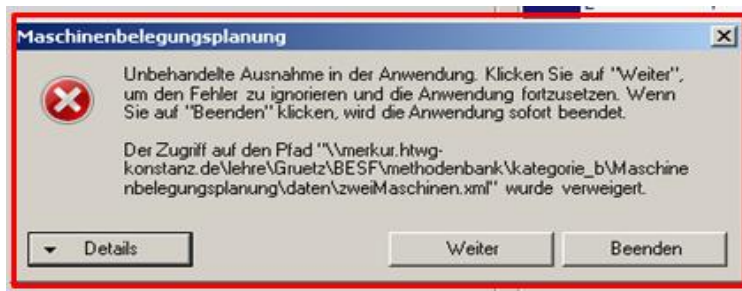 Maschinenbelegungsplanung
Unbehandelte Ausnahme in der Anwendung. Klicken Sie auf "Weiter",
um den Fehler zu ignorieren und die Anwendung fortzusetzen. Wenn
Sie auf "Beenden" klicken, wird die Anwendung sofort beendet.
Der Zugriff auf den Pfad "\\merkur.htwg-
konstanz.de\lehre\Gruetz\BESF\methodenbank\kategorie_b\Maschine
nbelegungsplanung\daten\zweiMaschinen.xml" wurde verweigert.
Details
Weiter
Beenden